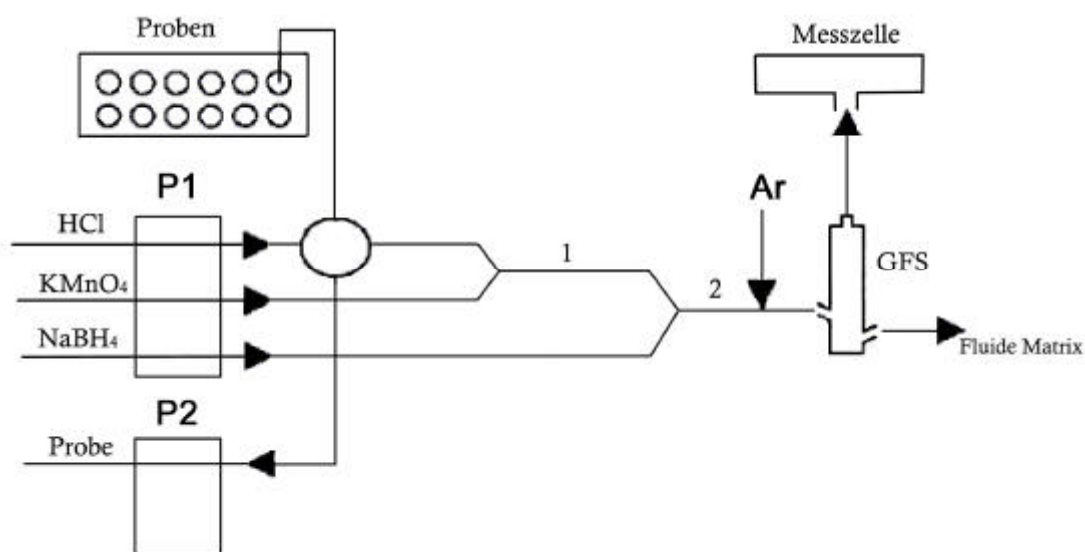 Proben
Messzelle
P1
Ar
HCl
1
GFS
KMnO₄
2
NaBH₄
Fluide Matrix
P2
Probe